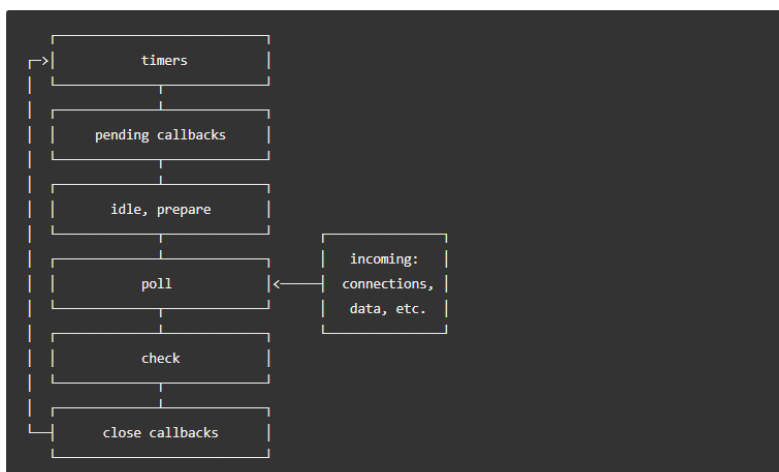 timers
pending callbacks
idle, prepare
incoming:
poll
connections,
data, etc.
check
close callbacks